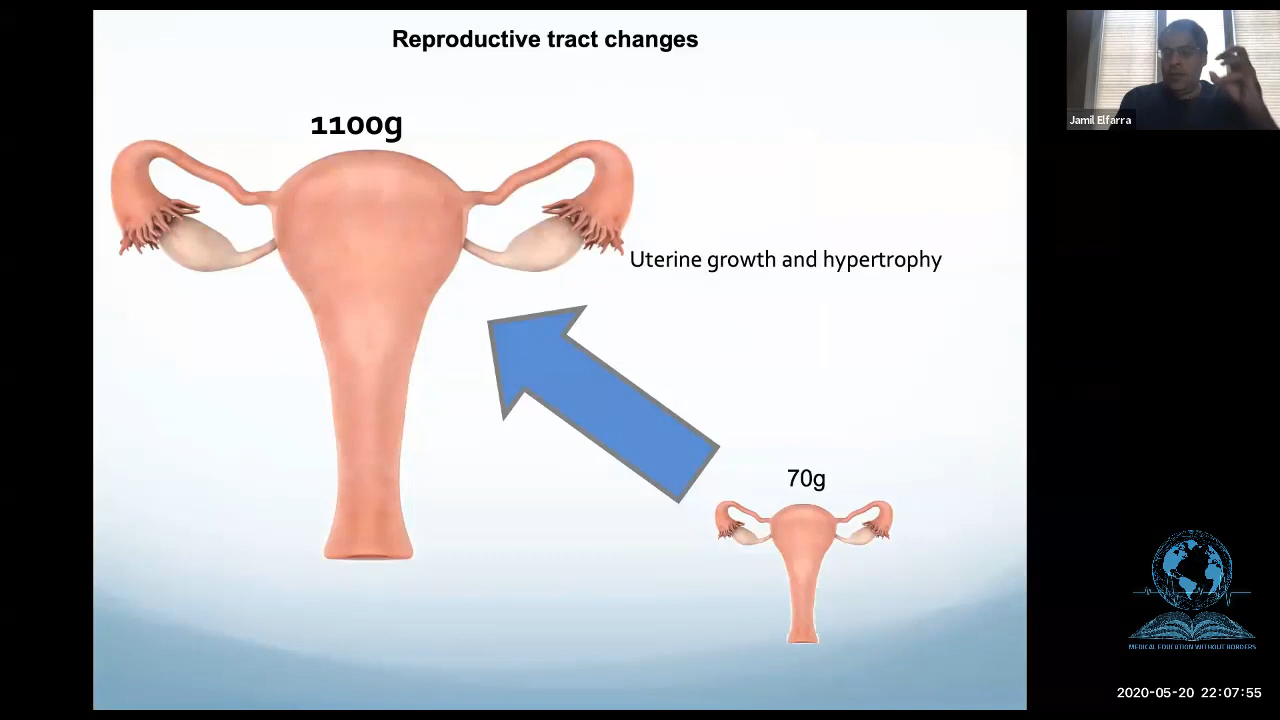 Reproductive tract changes
1100g
Uterine growth and hypertrophy
70g
Jamil Elfarra
MEDICAL EDUCATION WITHOUT BORDERS
2020-05-20 22:07:55